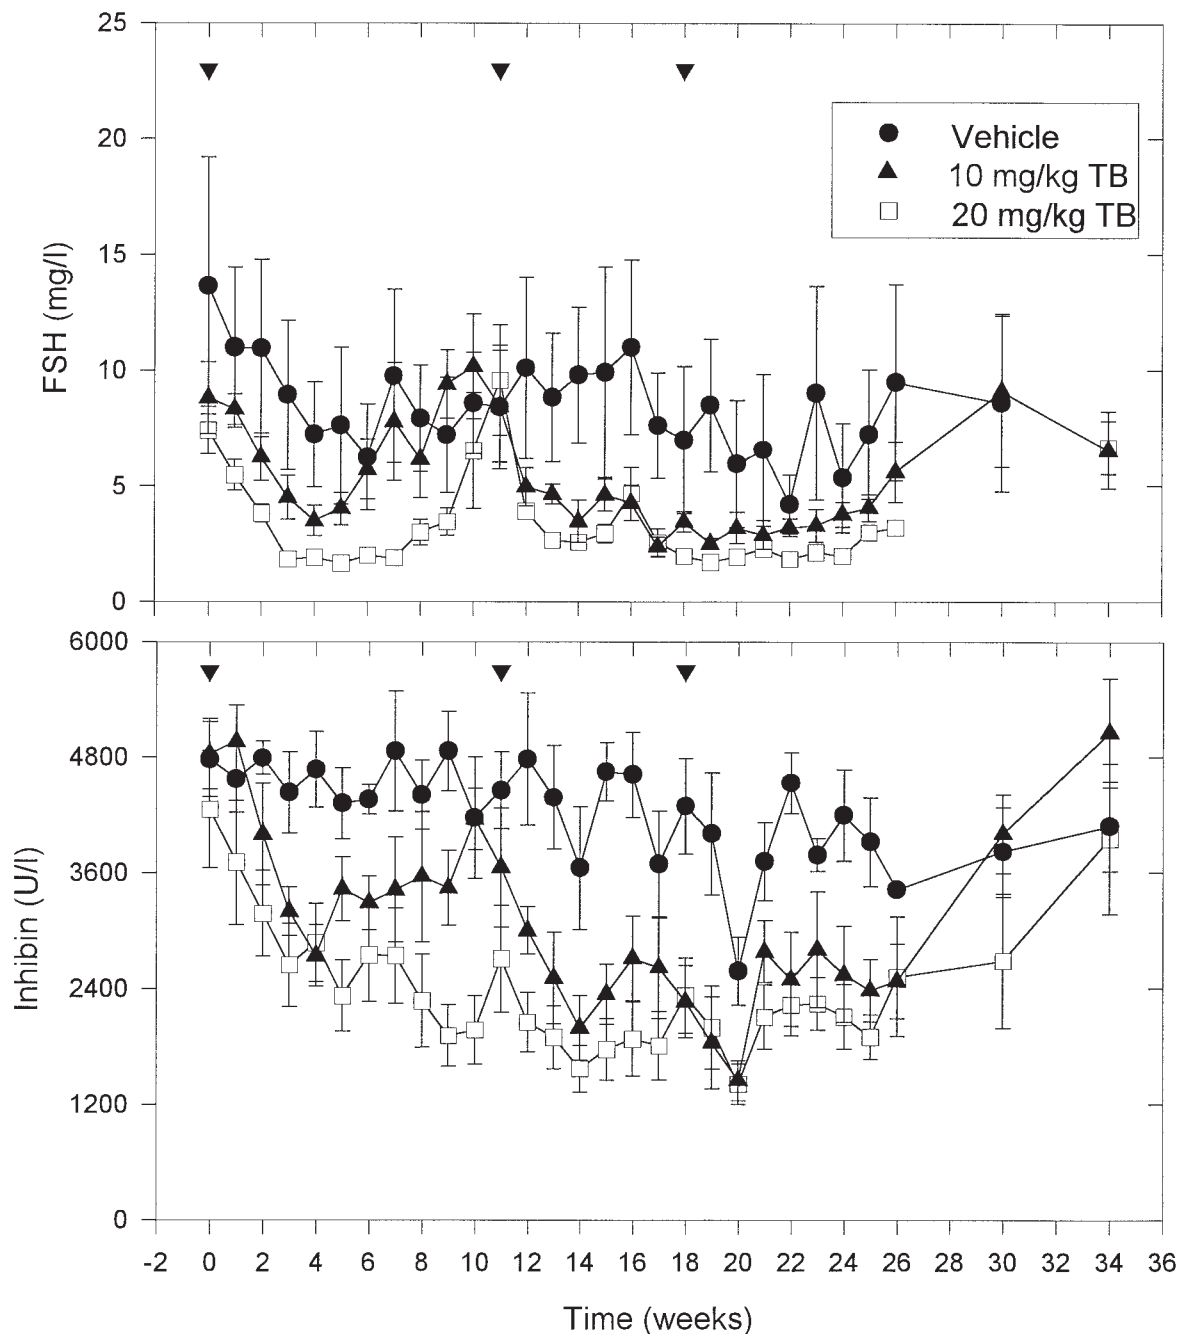 25
20
15
10
5
0
FSH (mg/l)
Vehicle
10 mg/kg TB
20 mg/kg TB
6000
4800
3600
2400
1200
0
Inhibin (U/l)
-2 0 2 4 6 8 10 12 14 16 18 20 22 24 26 28 30 32 34 36
Time (weeks)